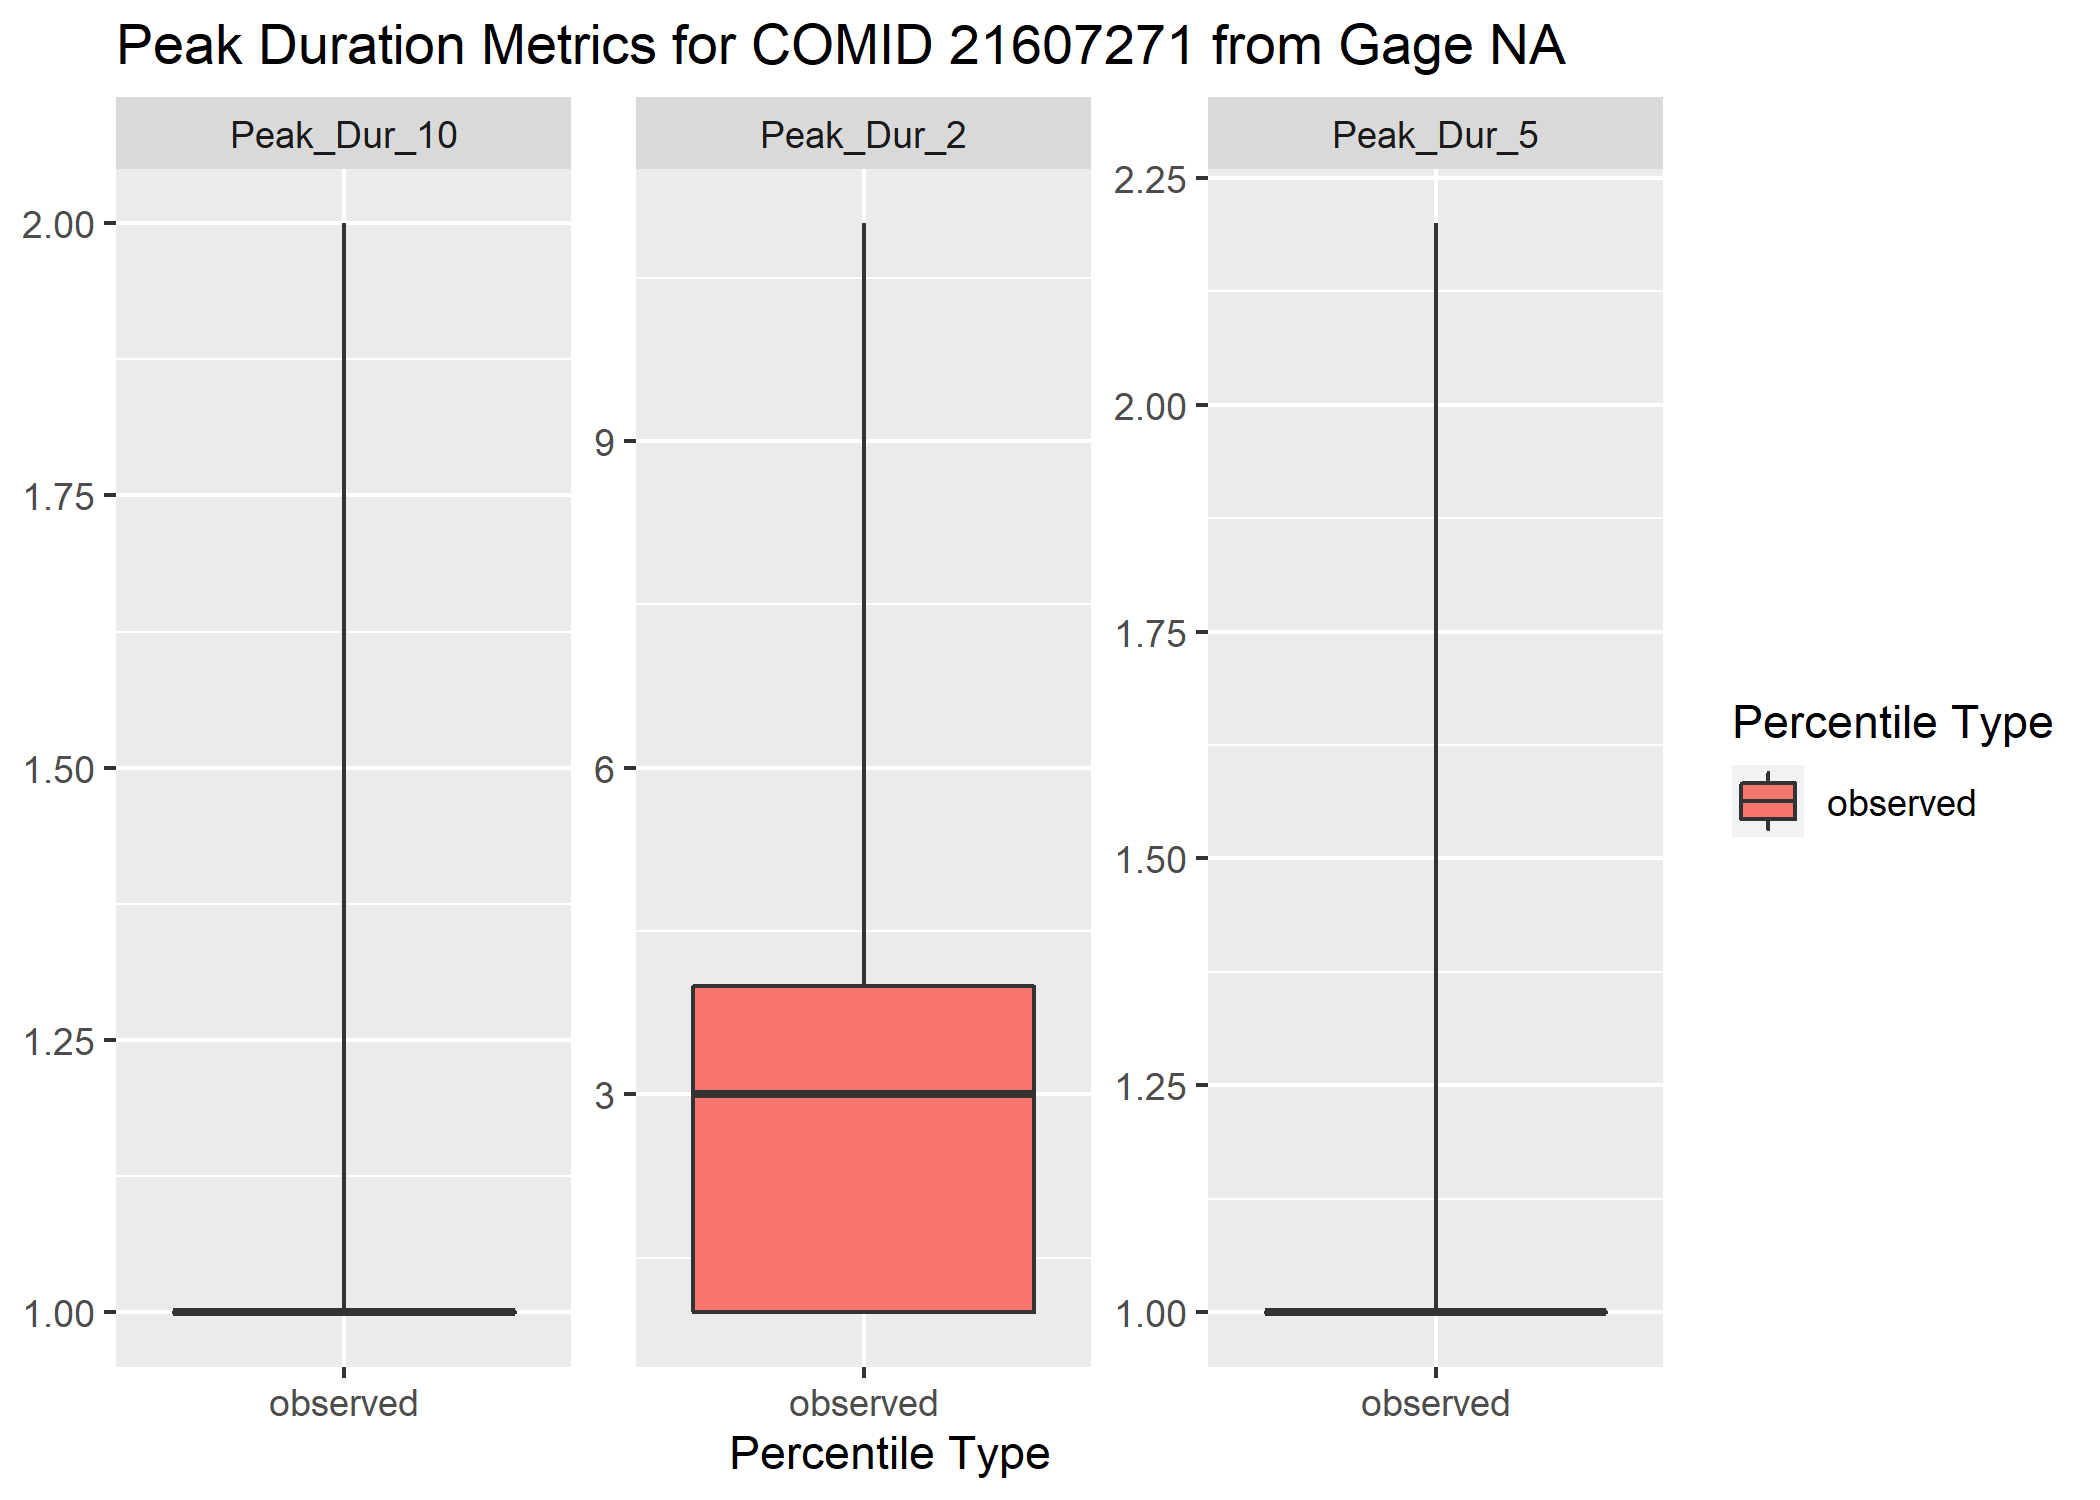 Peak Duration Metrics for COMID 21607271 from Gage NA
Peak_Dur_10
Peak_Dur_2
Peak_Dur_5
2.00
1.75
1.50
1.25
1.00
9
6
3
2.25
2.00
1.75
1.50
1.25
1.00
observed
observed
observed
Percentile Type
Percentile Type
observed